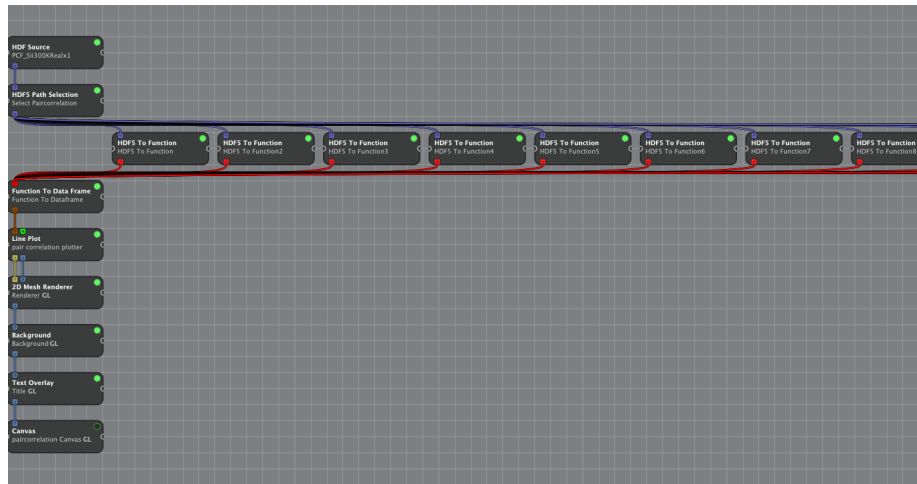 HDF Source
PCF_Sii300KRealx1
HDF5 Path Selection
Select Paircorrelation
HDF5 To Function
HDF5 To Function
HDF5 To Function
HDF5 To Function2
HDF5 To Function
HDF5 To Function3
HDF5 To Function
HDF5 To Function4
HDF5 To Function
HDF5 To Function5
HDF5 To Function
HDF5 To Function6
HDF5 To Function
HDF5 To Function7
HDF5 To Function
HDF5 To Function8
Function To Data Frame
Function To Dataframe
Line Plot
pair correlation plotter
2D Mesh Renderer
Renderer GL
Background
Background GL
Text Overlay
Title GL
Canvas
paircorrelation Canvas GL